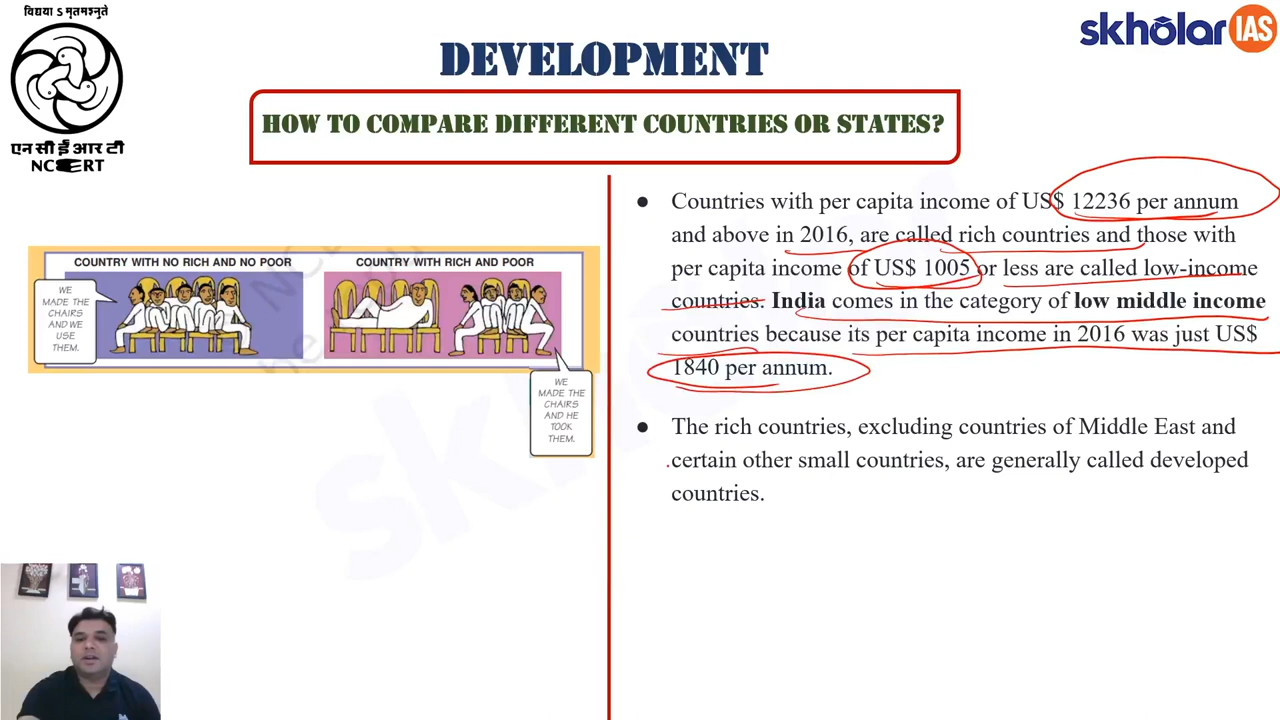 विद्यया ऽ मृतमश्नुते
एन सी ई आर टी
NCERT
skholar IAS
DEVELOPMENT
HOW TO COMPARE DIFFERENT COUNTRIES OR STATES?
COUNTRY WITH NO RICH AND NO POOR
COUNTRY WITH RICH AND POOR
WE
MADE THE
CHAIRS
AND WE
USE
THEM.
WE
MADE THE
CHAIRS
AND HE
TOOK
THEM.
● Countries with per capita income of US$ 12236 per annum
and above in 2016, are called rich countries and those with
per capita income of US$ 1005 or less are called low-income
countries. India comes in the category of low middle income
countries because its per capita income in 2016 was just US$
1840 per annum.
● The rich countries, excluding countries of Middle East and
certain other small countries, are generally called developed
countries.
skholar